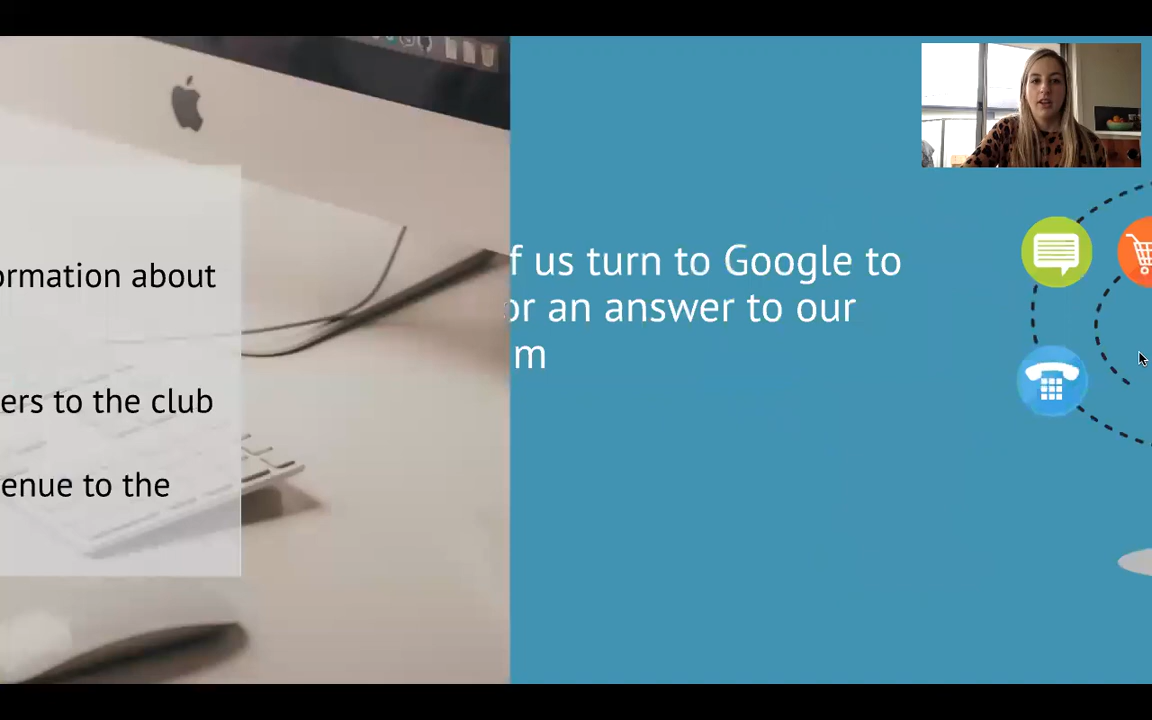 ormation about
ers to the club
enue to the
f us turn to Google to
or an answer to our
m